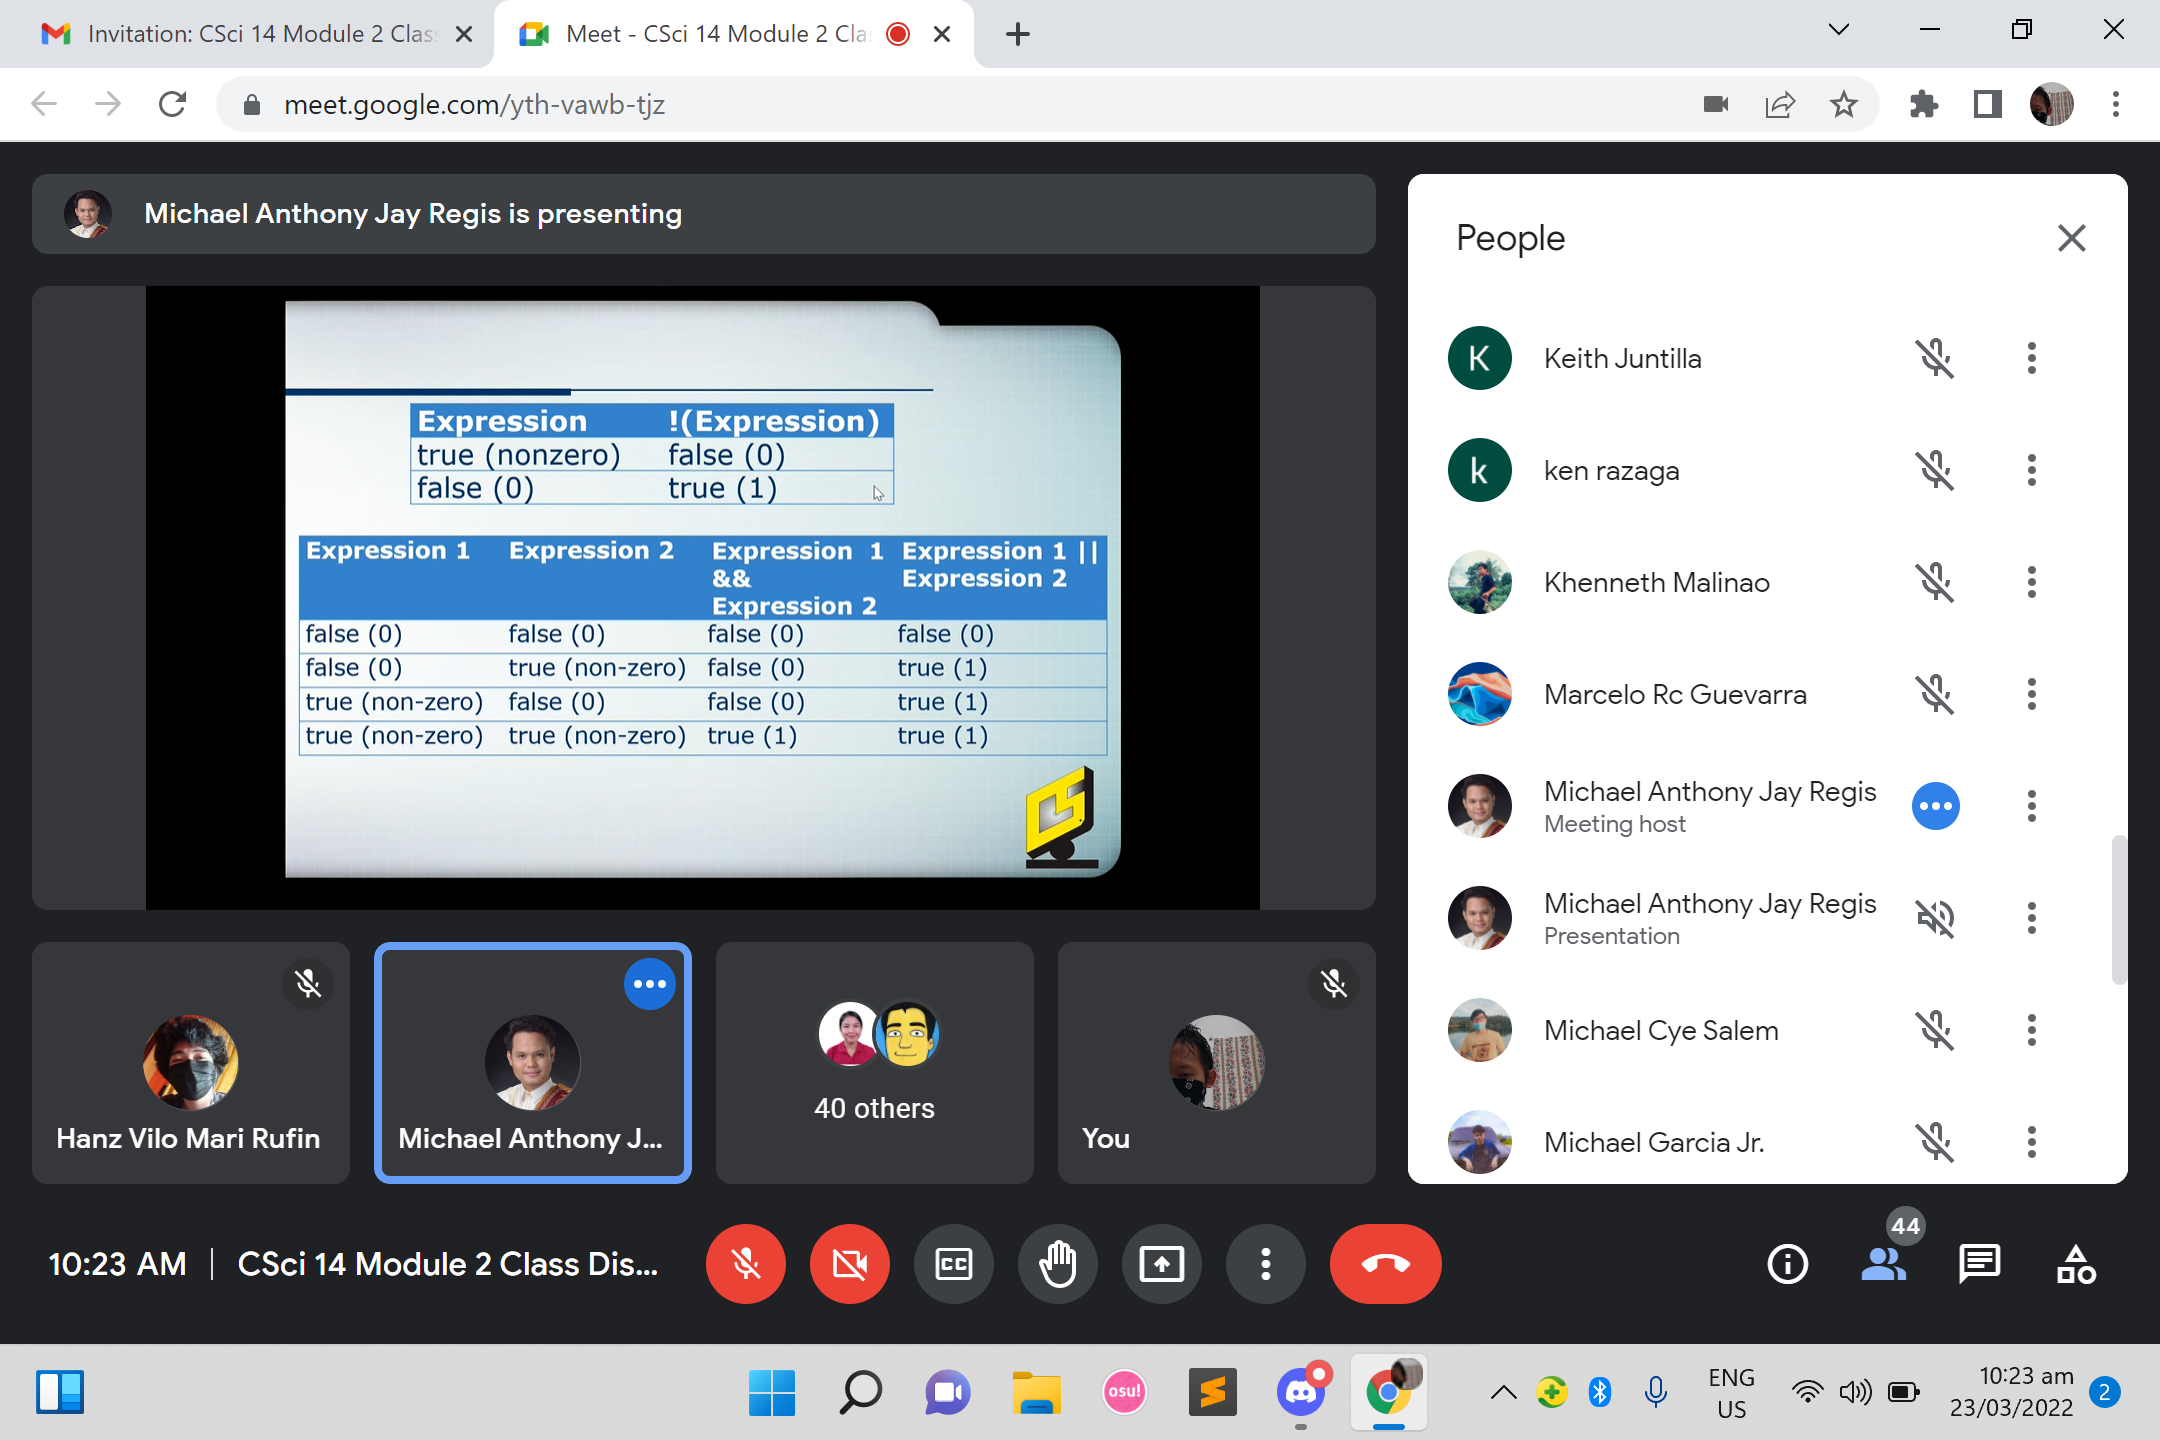 Invitation: CSci 14 Module 2 Clas
Meet - CSci 14 Module 2 Cla
meet.google.com/yth-vawb-tjz
Michael Anthony Jay Regis is presenting
Expression !(Expression)
true (nonzero) false (0)
false (0) true (1)
Expression 1 Expression 2 Expression 1 && Expression 2 Expression 1 || Expression 2
false (0) false (0) false (0) false (0)
false (0) true (non-zero) false (0) true (1)
true (non-zero) false (0) false (0) true (1)
true (non-zero) true (non-zero) true (1) true (1)
Hanz Vilo Mari Rufin
Michael Anthony J...
40 others
You
People
K
Keith Juntilla
k
ken razaga
Khenneth Malinao
Marcelo Rc Guevarra
Michael Anthony Jay Regis
Meeting host
Michael Anthony Jay Regis
Presentation
Michael Cye Salem
Michael Garcia Jr.
10:23 AM | CSci 14 Module 2 Class Dis...
CC
44
osu!
ENG
US
10:23 am
23/03/2022
2